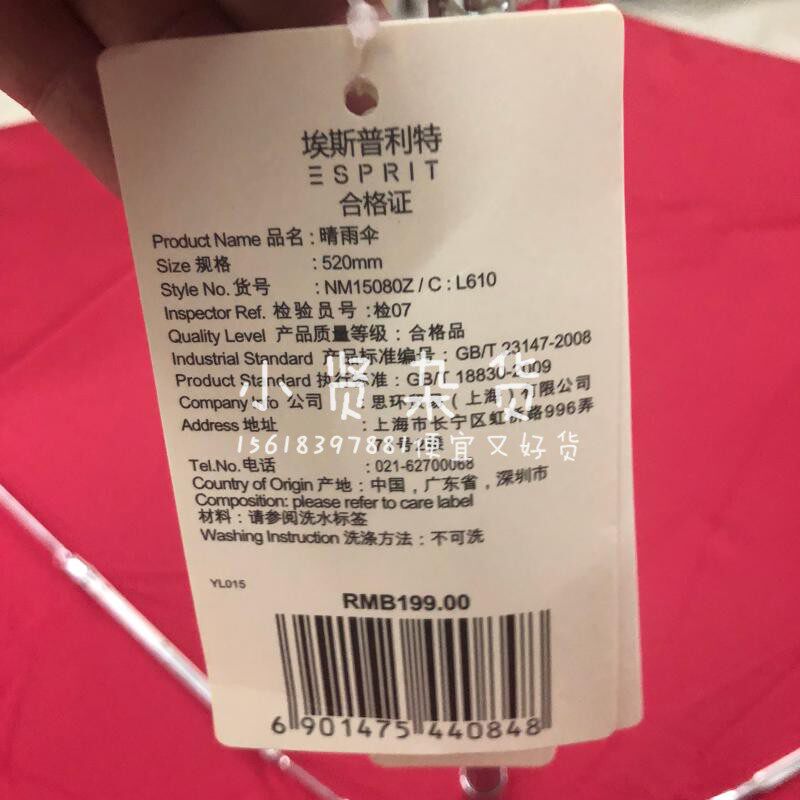 埃斯普利特
ESPRIT
合格证
Product Name 品名 : 晴雨伞
Size 规格 : 520mm
Style No. 货号 : NM15080Z / C : L610
Inspector Ref. 检验员号 : 检07
Quality Level 产品质量等级 : 合格品
Industrial Standard 产品标准编号 : GB/T 23147-2008
Product Standard 执行标准 : GB/T 18830-2009
Company Info 公司 : 思环 (上海) 有限公司
Address 地址 : 上海市长宁区虹桥路996弄
号
小贤杂货
15618397881便宜又好货
Tel.No. 电话 : 021-62700068
Country of Origin 产地 : 中国，广东省，深圳市
Composition: please refer to care label
材料 : 请参阅洗水标签
Washing Instruction 洗涤方法 : 不可洗
YL015
RMB199.00
6 901475 440848